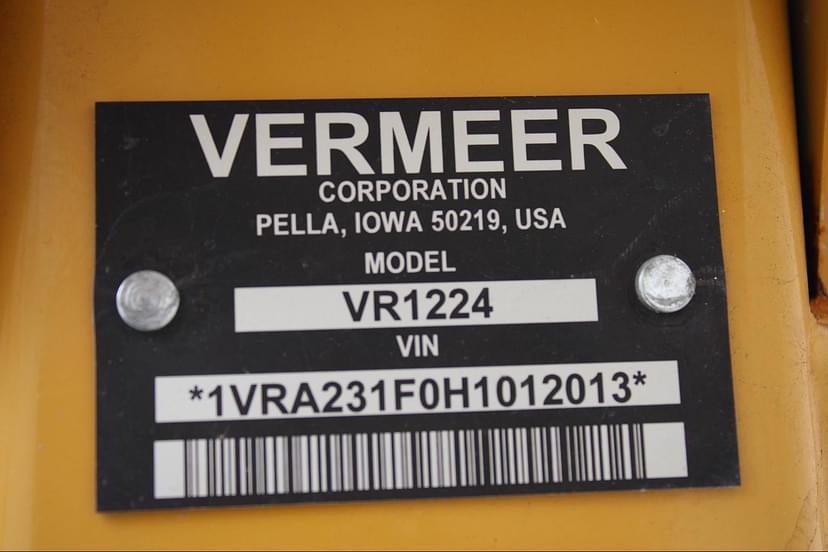 VERMEER
CORPORATION
PELLA, IOWA 50219, USA
MODEL
VR1224
VIN
*1VRA231F0H1012013*